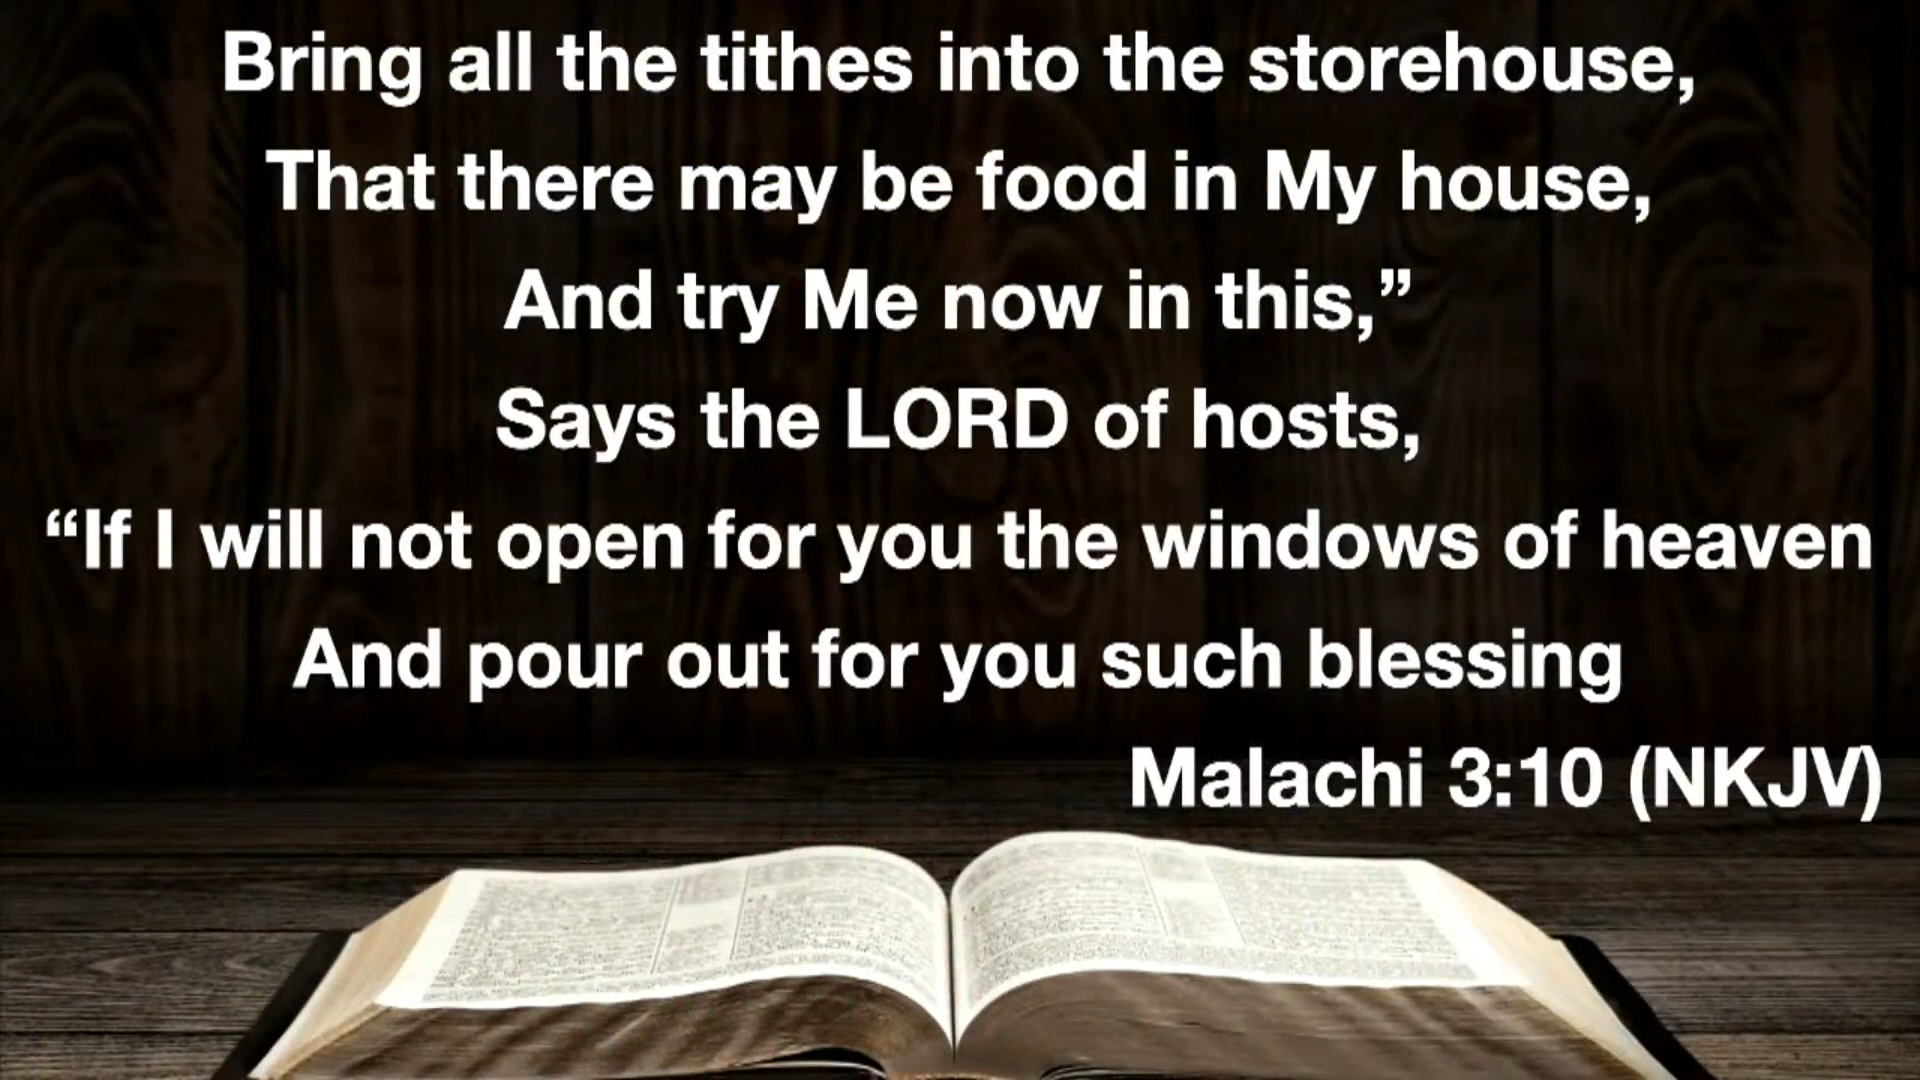 Bring all the tithes into the storehouse,
That there may be food in My house,
And try Me now in this,”
Says the LORD of hosts,
“If I will not open for you the windows of heaven
And pour out for you such blessing
Malachi 3:10 (NKJV)